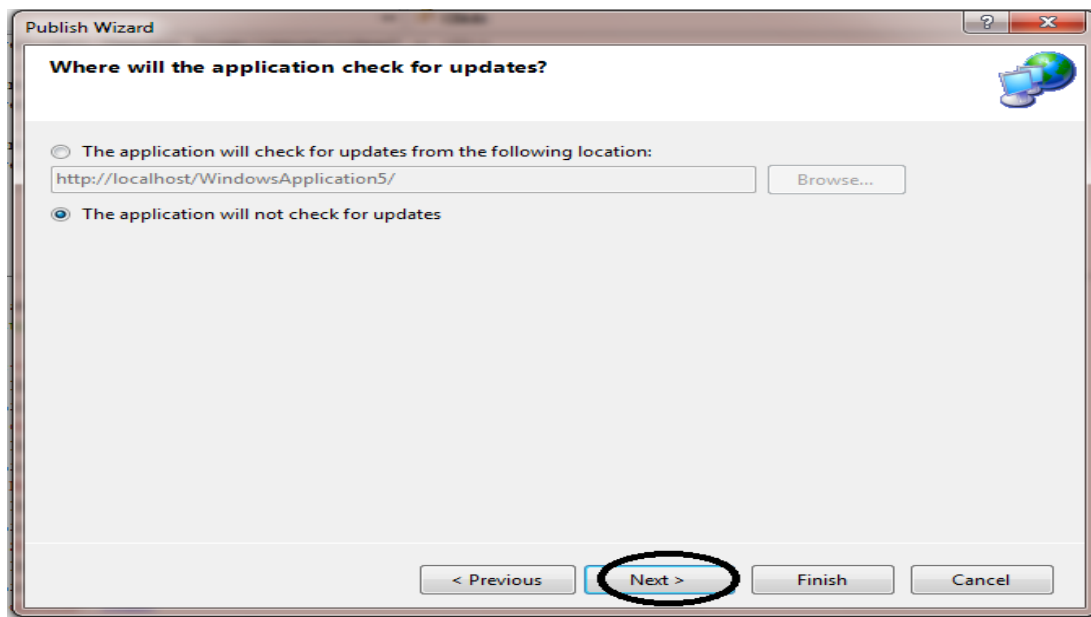 Publish Wizard
Where will the application check for updates?
The application will check for updates from the following location:
http://localhost/WindowsApplication5/ Browse...
The application will not check for updates
< Previous Next > Finish Cancel